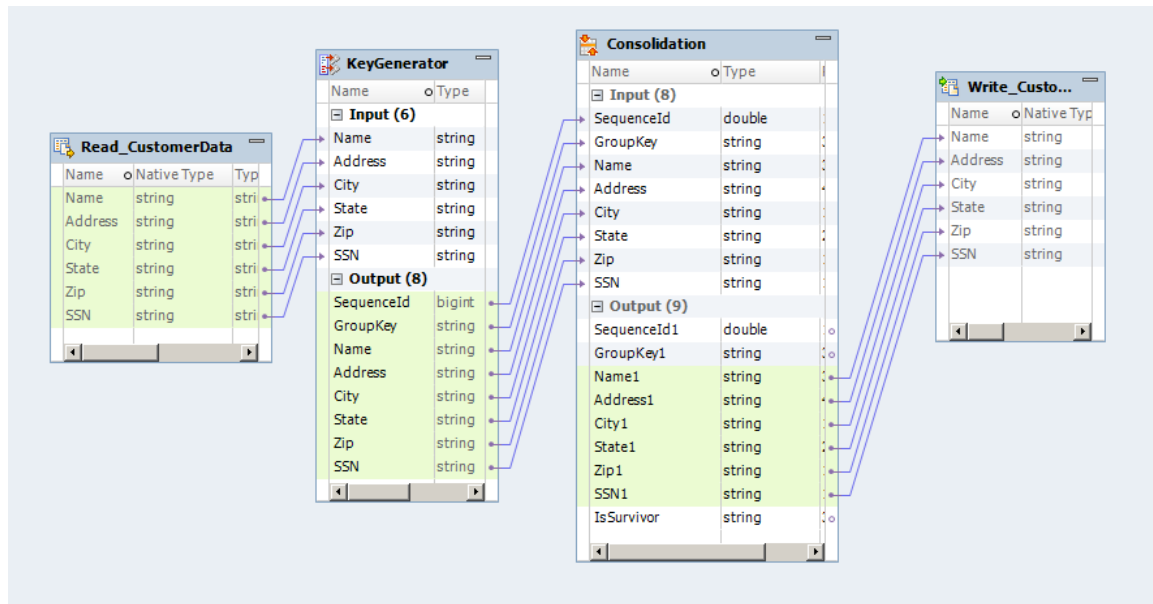 Read_CustomerData
Name Native Type Typ
Name string stri
Address string stri
City string stri
State string stri
Zip string stri
SSN string stri
KeyGenerator
Name Type
Input (6)
Name string
Address string
City string
State string
Zip string
SSN string
Output (8)
SequenceId bigint
GroupKey string
Name string
Address string
City string
State string
Zip string
SSN string
Consolidation
Name Type
Input (8)
SequenceId double
GroupKey string
Name string
Address string
City string
State string
Zip string
SSN string
Output (9)
SequenceId1 double
GroupKey1 string
Name1 string
Address1 string
City1 string
State1 string
Zip1 string
SSN1 string
IsSurvivor string
Write_Custo...
Name Native Typ
Name string
Address string
City string
State string
Zip string
SSN string